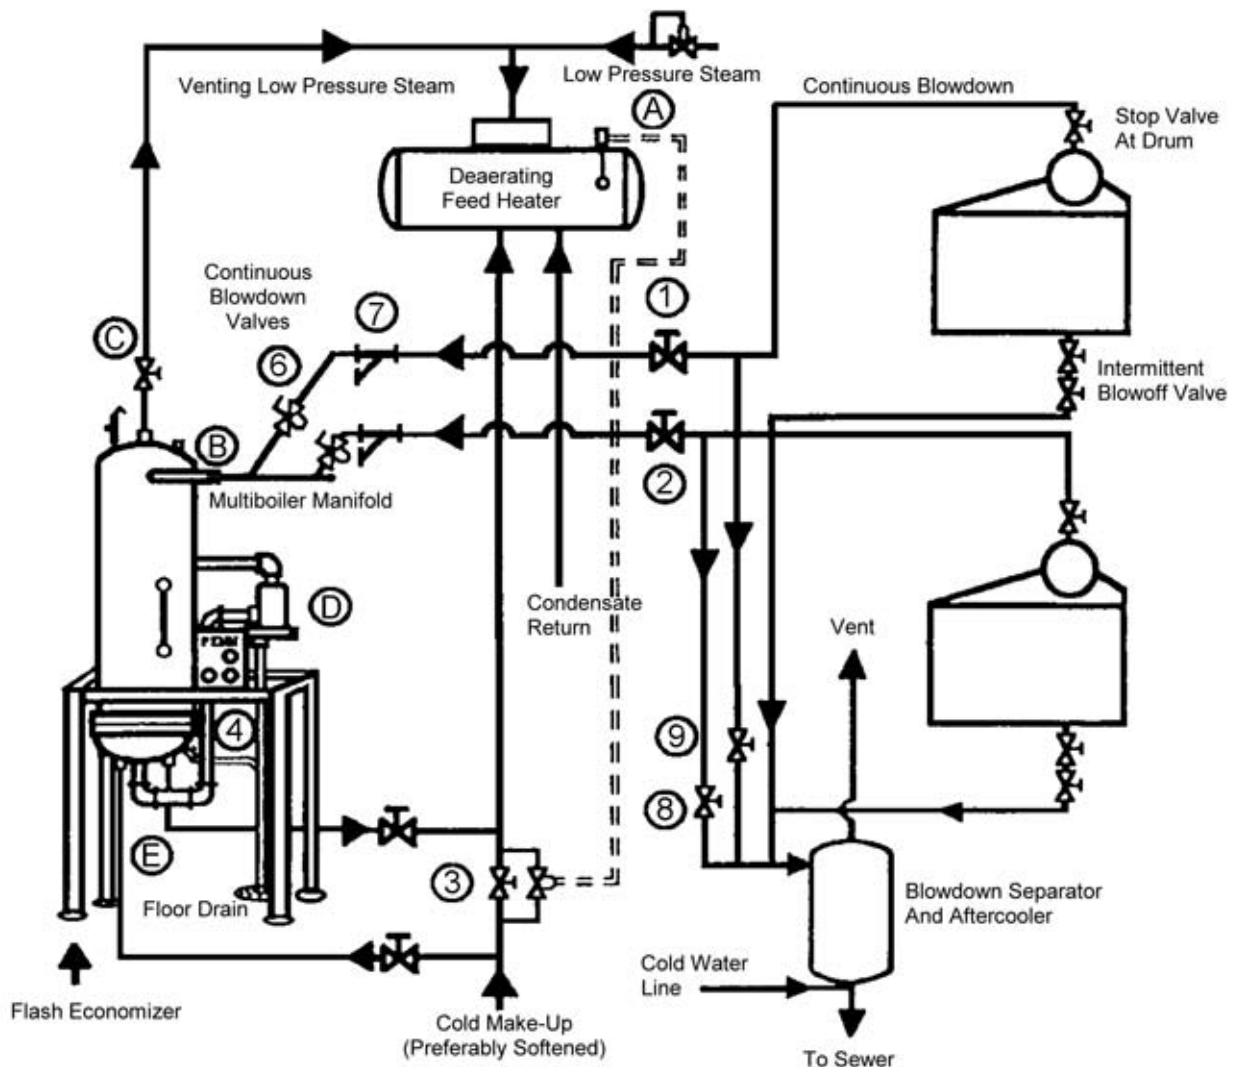 Venting Low Pressure Steam
Low Pressure Steam
Continuous Blowdown
Stop Valve
At Drum
A
Deaerating
Feed Heater
Continuous
Blowdown
Valves
1
7
C
6
Intermittent
Blowoff Valve
B
2
Multiboiler Manifold
D
Condensate
Return
Vent
4
9
8
E
3
Floor Drain
Blowdown Separator
And Aftercooler
Cold Water
Line
Flash Economizer
Cold Make-Up
(Preferably Softened)
To Sewer